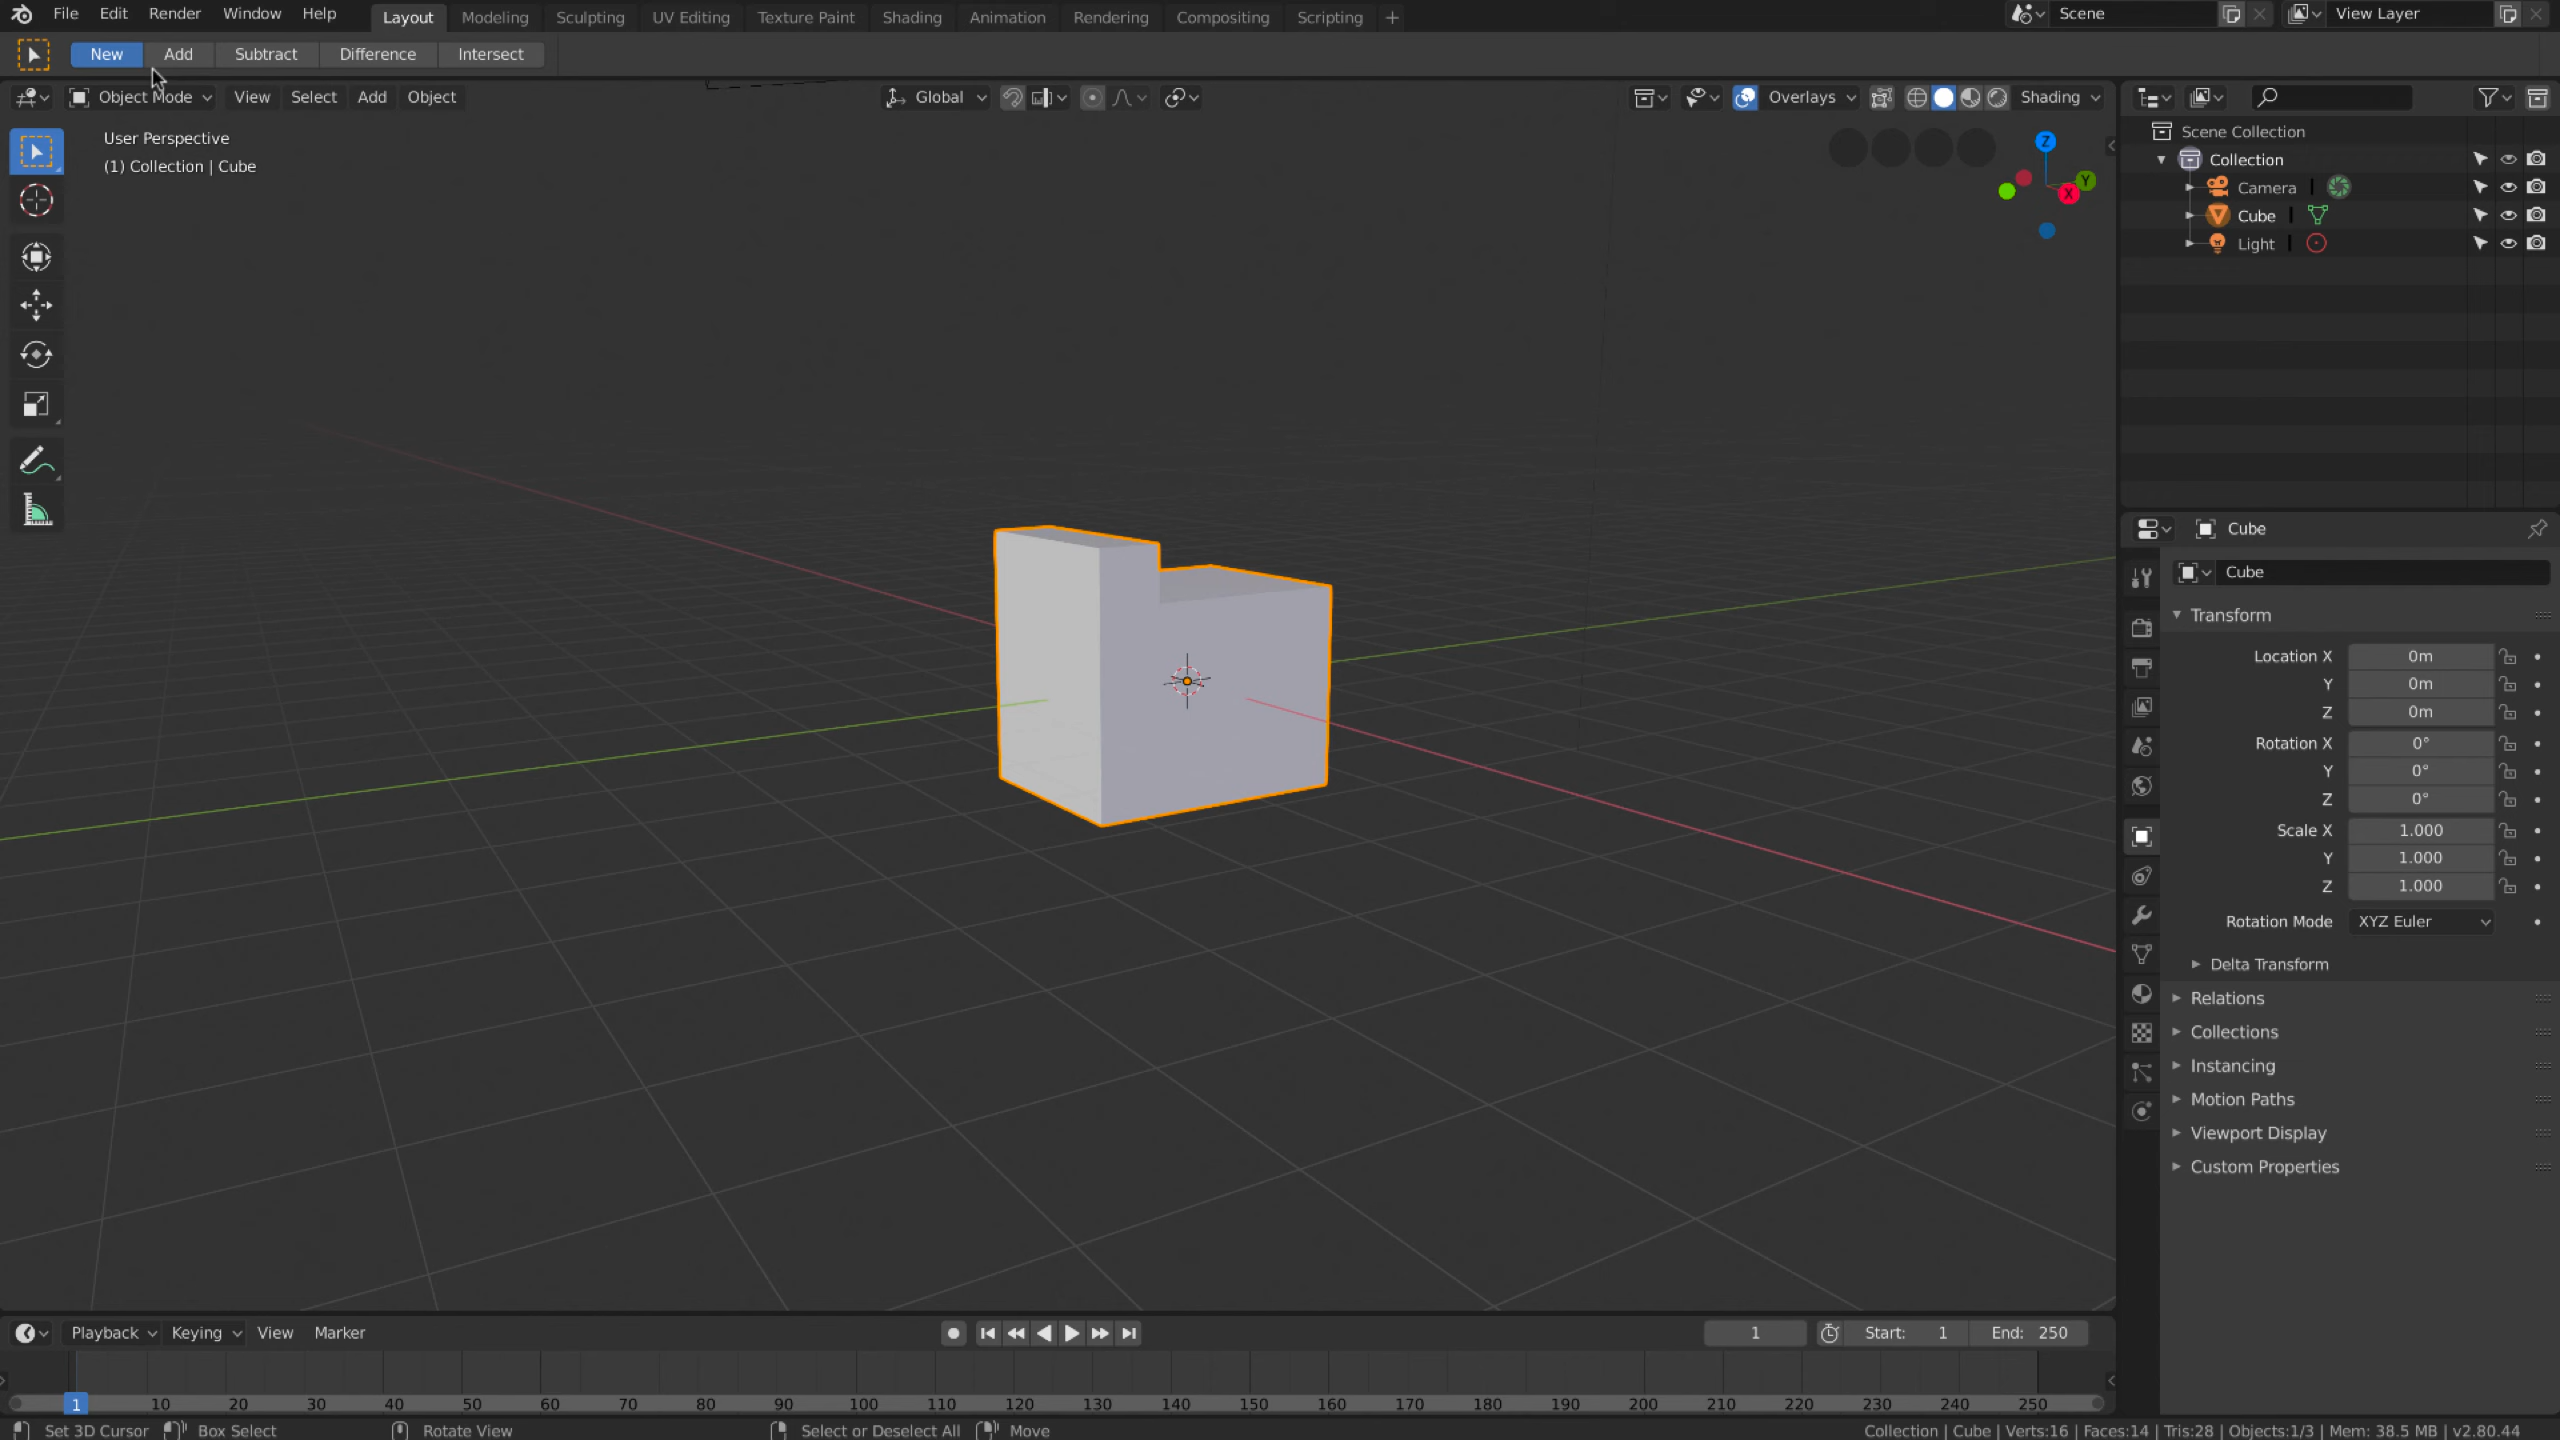 File Edit Render Window Help Layout Modeling Sculpting UV Editing Texture Paint Shading Animation Rendering Compositing Scripting + Scene View Layer
New Add Subtract Difference Intersect
Object Mode View Select Add Object Global Overlays Shading
User Perspective
(1) Collection | Cube
Z
Y
X
Scene Collection
Collection
Camera
Cube
Light
Cube
Cube
Transform
Location X 0m
Y 0m
Z 0m
Rotation X 0°
Y 0°
Z 0°
Scale X 1.000
Y 1.000
Z 1.000
Rotation Mode XYZ Euler
Delta Transform
Relations
Collections
Instancing
Motion Paths
Viewport Display
Custom Properties
Playback Keying View Marker 1 Start: 1 End: 250
1 10 20 30 40 50 60 70 80 90 100 110 120 130 140 150 160 170 180 190 200 210 220 230 240 250
Set 3D Cursor Box Select Rotate View Select or Deselect All Move Collection | Cube | Verts:16 | Faces:14 | Tris:28 | Objects:1/3 | Mem: 38.5 MB | v2.80.44